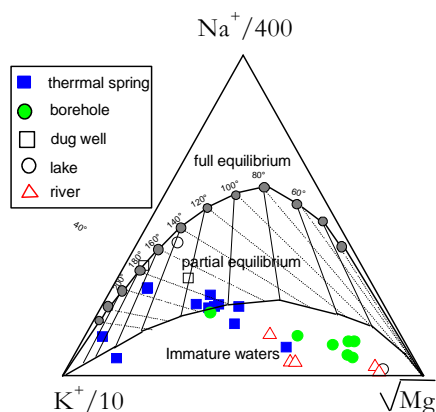 Na+/400
therrmal spring
borehole
dug well
lake
river
full equilibrium
80°
100°
60°
120°
140°
40°
160°
180°
partial equilibrium
Immature waters
K+/10
√Mg